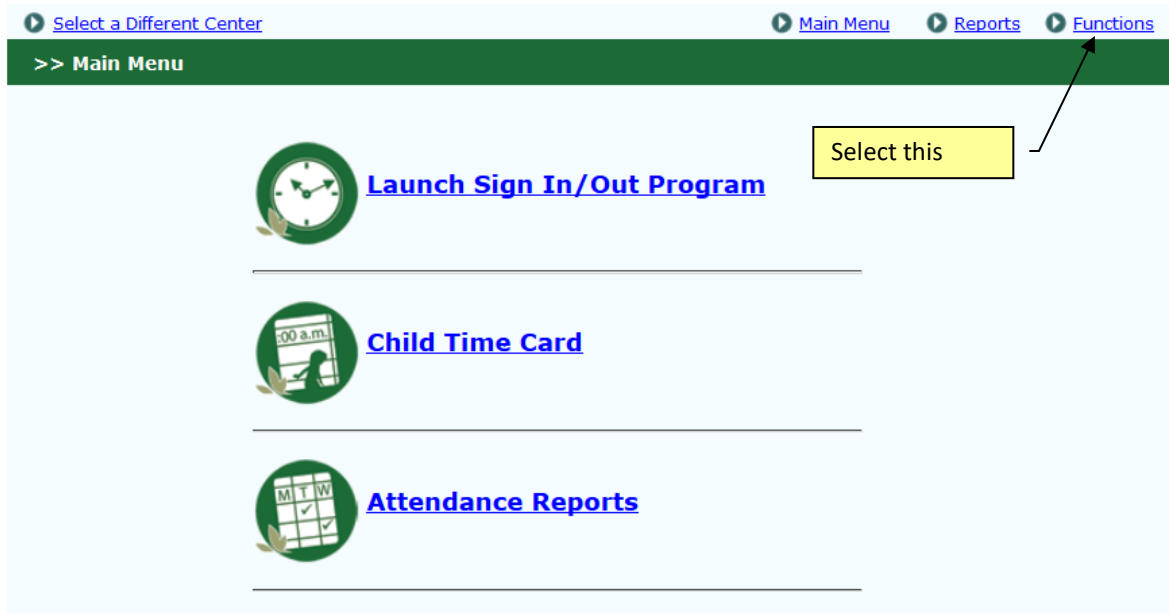 Select a Different Center Main Menu Reports Functions
>> Main Menu
Select this
Launch Sign In/Out Program
:00 a.m.
Child Time Card
M T W
Attendance Reports